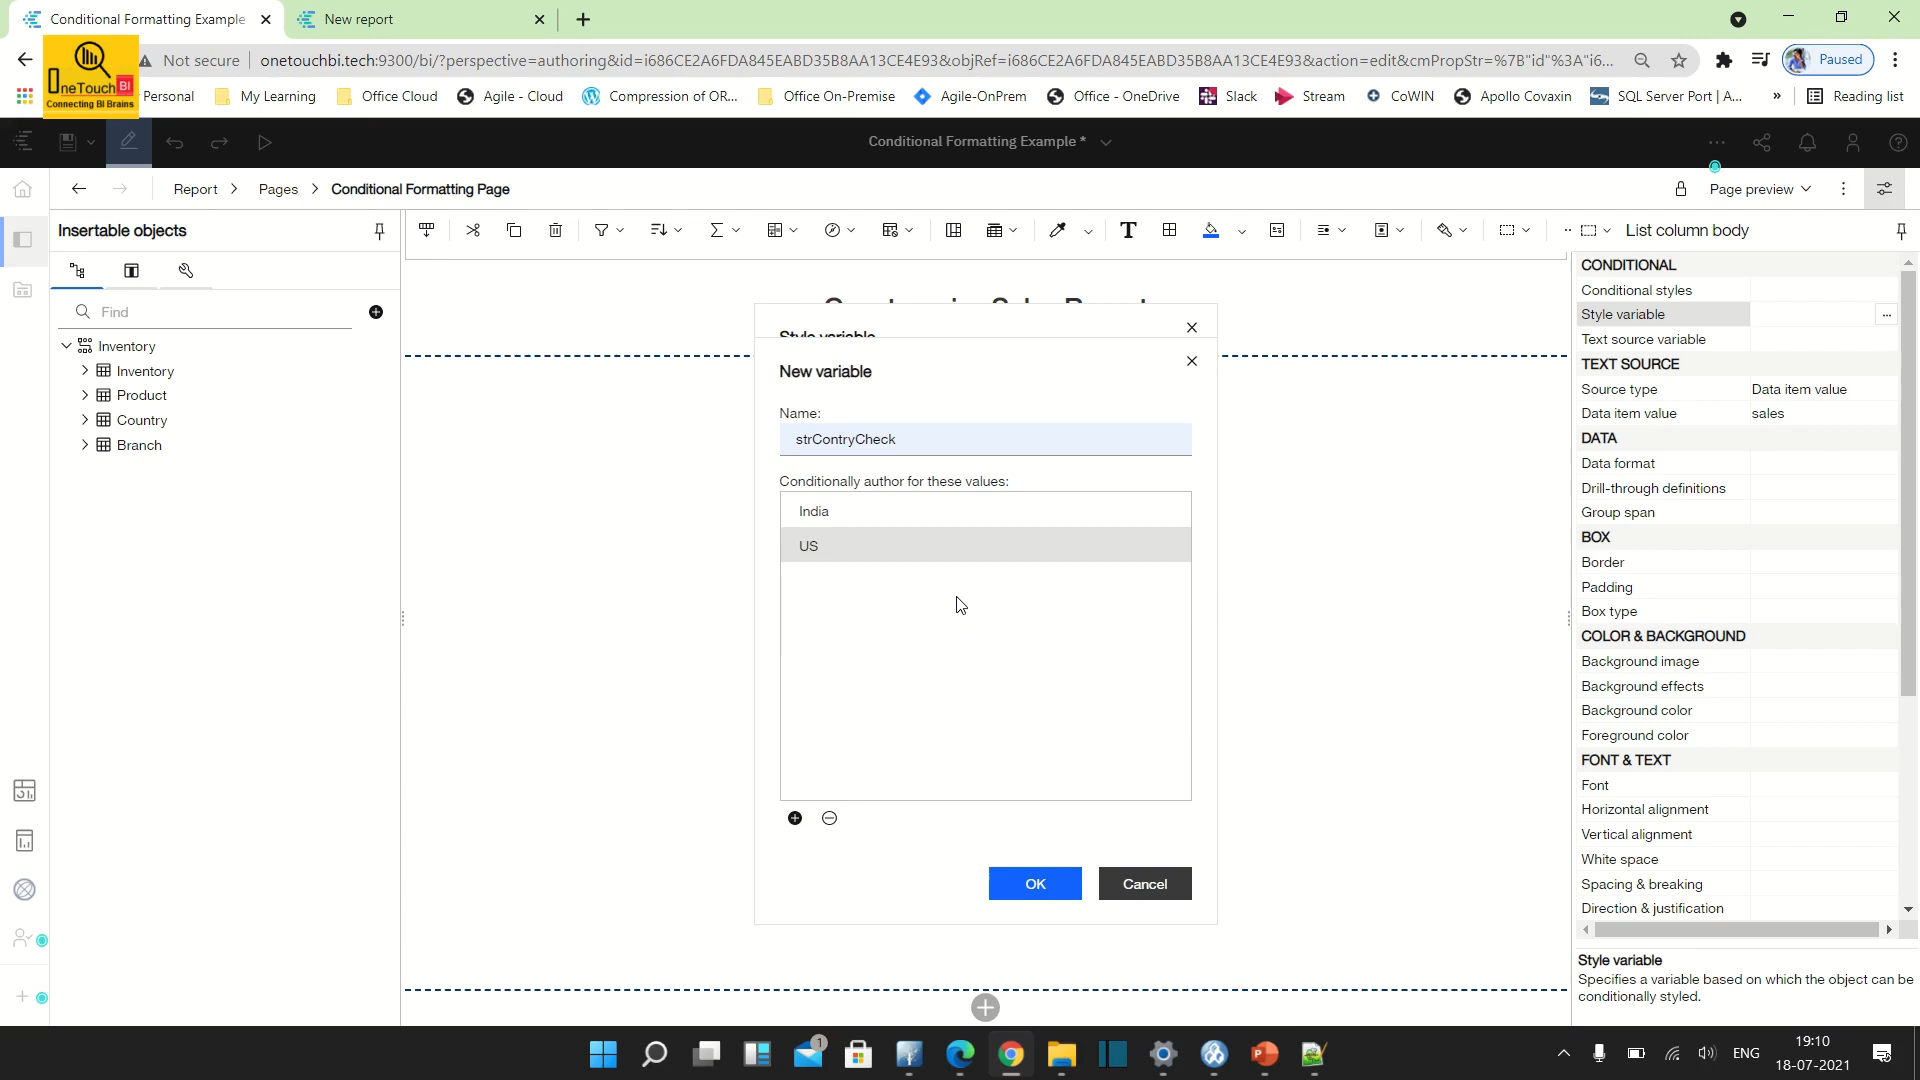 Conditional Formatting Example
New report
OneTouch BI
Connecting BI Brains
Not secure
onetouchbi.tech:9300/bi/?perspective=authoring&id=i686CE2A6FDA845EABD35B8AA13CE4E93&objRef=i686CE2A6FDA845EABD35B8AA13CE4E93&action=edit&cmPropStr=%7B"id"%3A"i6...
Paused
Personal
My Learning
Office Cloud
Agile - Cloud
Compression of OR...
Office On-Premise
Agile-OnPrem
Office - OneDrive
Slack
Stream
CoWIN
Apollo Covaxin
SQL Server Port | A...
»
Reading list
Conditional Formatting Example *
Report
Pages
Conditional Formatting Page
Page preview
Insertable objects
List column body
Find
Inventory
Inventory
Product
Country
Branch
Style variable
New variable
Name:
strContryCheck
Conditionally author for these values:
India
US
OK
Cancel
CONDITIONAL
Conditional styles
Style variable
...
Text source variable
TEXT SOURCE
Source type
Data item value
Data item value
sales
DATA
Data format
Drill-through definitions
Group span
BOX
Border
Padding
Box type
COLOR & BACKGROUND
Background image
Background effects
Background color
Foreground color
FONT & TEXT
Font
Horizontal alignment
Vertical alignment
White space
Spacing & breaking
Direction & justification
Style variable
Specifies a variable based on which the object can be
conditionally styled.
1
ENG
19:10
18-07-2021